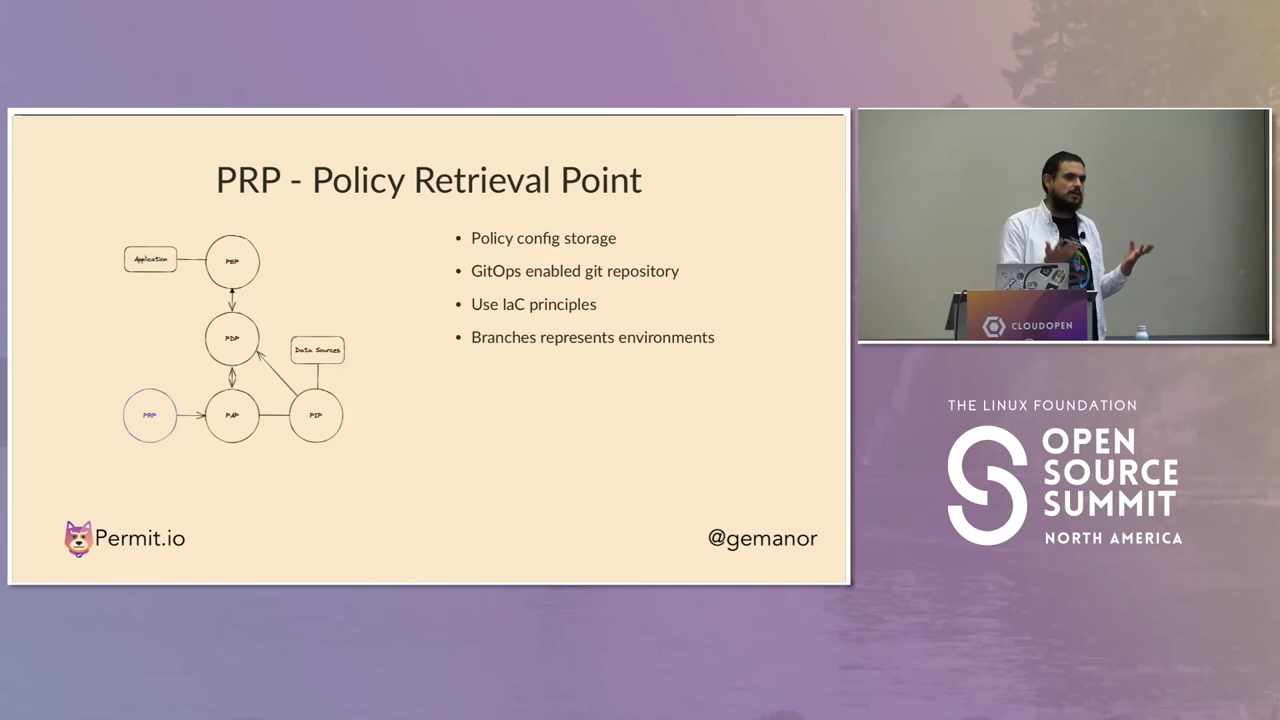 PRP - Policy Retrieval Point
Application
PEP
PDP
Data Sources
PRP
PAP
PIP
• Policy config storage
• GitOps enabled git repository
• Use IaC principles
• Branches represents environments
Permit.io
@gemanor
CLOUDOPEN
THE LINUX FOUNDATION
OPEN
SOURCE
SUMMIT
NORTH AMERICA